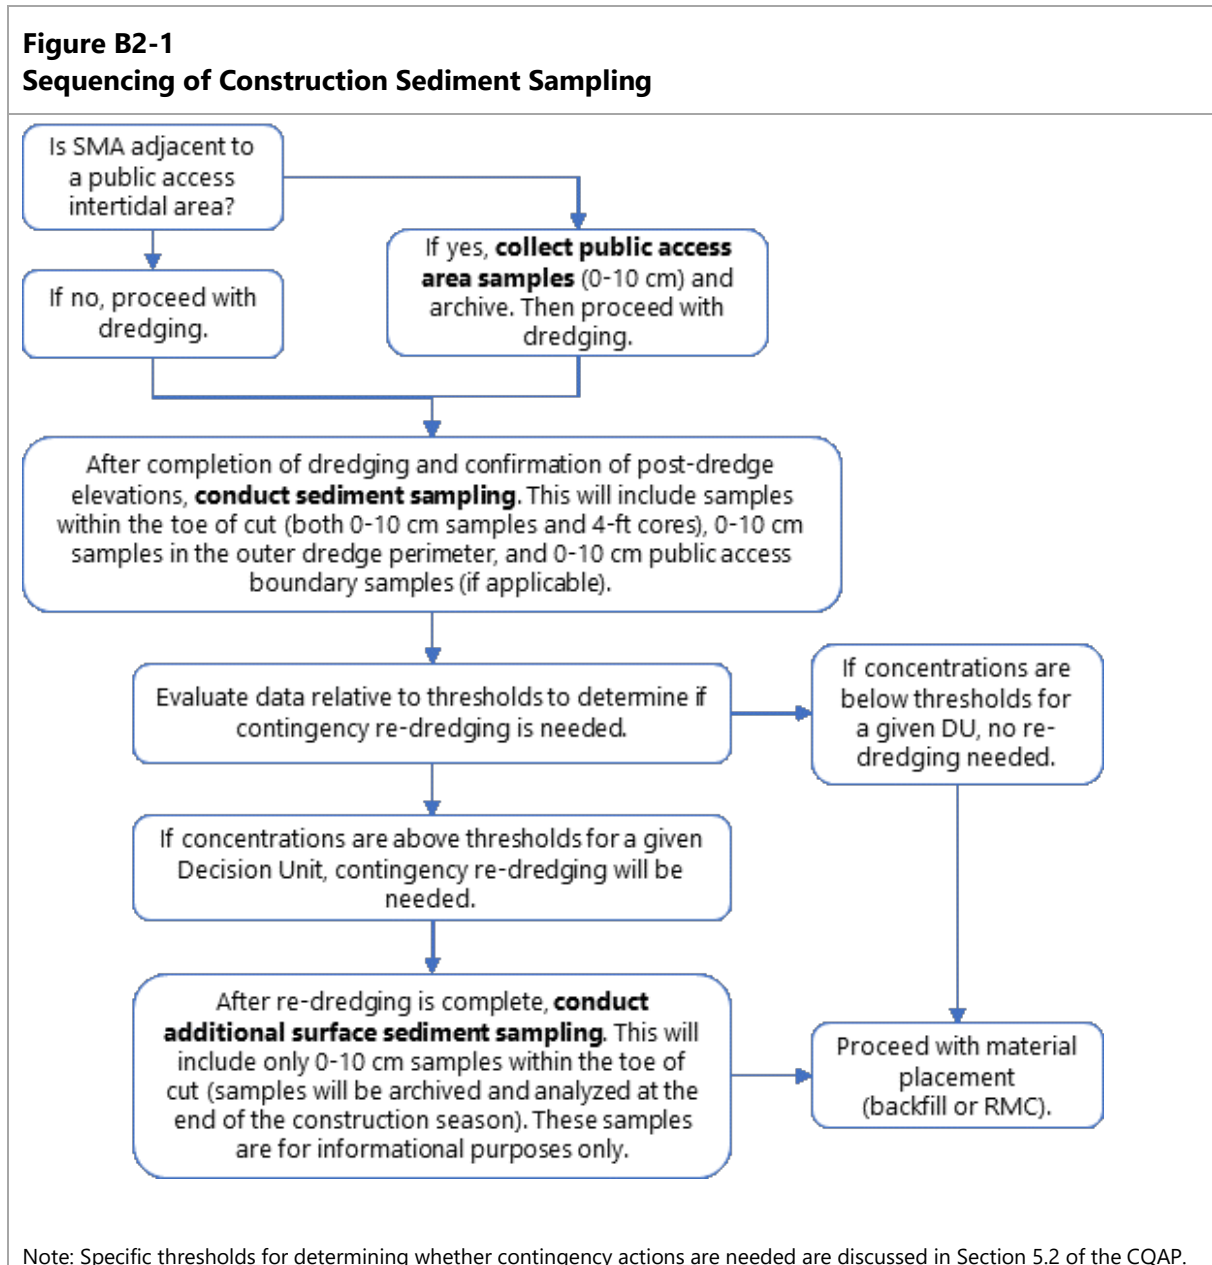 Figure B2-1
Sequencing of Construction Sediment Sampling
Is SMA adjacent to
a public access
intertidal area?
If no, proceed with
dredging.
If yes, collect public access
area samples (0-10 cm) and
archive. Then proceed with
dredging.
After completion of dredging and confirmation of post-dredge
elevations, conduct sediment sampling. This will include samples
within the toe of cut (both 0-10 cm samples and 4-ft cores), 0-10 cm
samples in the outer dredge perimeter, and 0-10 cm public access
boundary samples (if applicable).
Evaluate data relative to thresholds to determine if
contingency re-dredging is needed.
If concentrations are
below thresholds for
a given DU, no re-
dredging needed.
If concentrations are above thresholds for a given
Decision Unit, contingency re-dredging will be
needed.
After re-dredging is complete, conduct
additional surface sediment sampling. This will
include only 0-10 cm samples within the toe of
cut (samples will be archived and analyzed at the
end of the construction season). These samples
are for informational purposes only.
Proceed with material
placement
(backfill or RMC).
Note: Specific thresholds for determining whether contingency actions are needed are discussed in Section 5.2 of the CQAP.